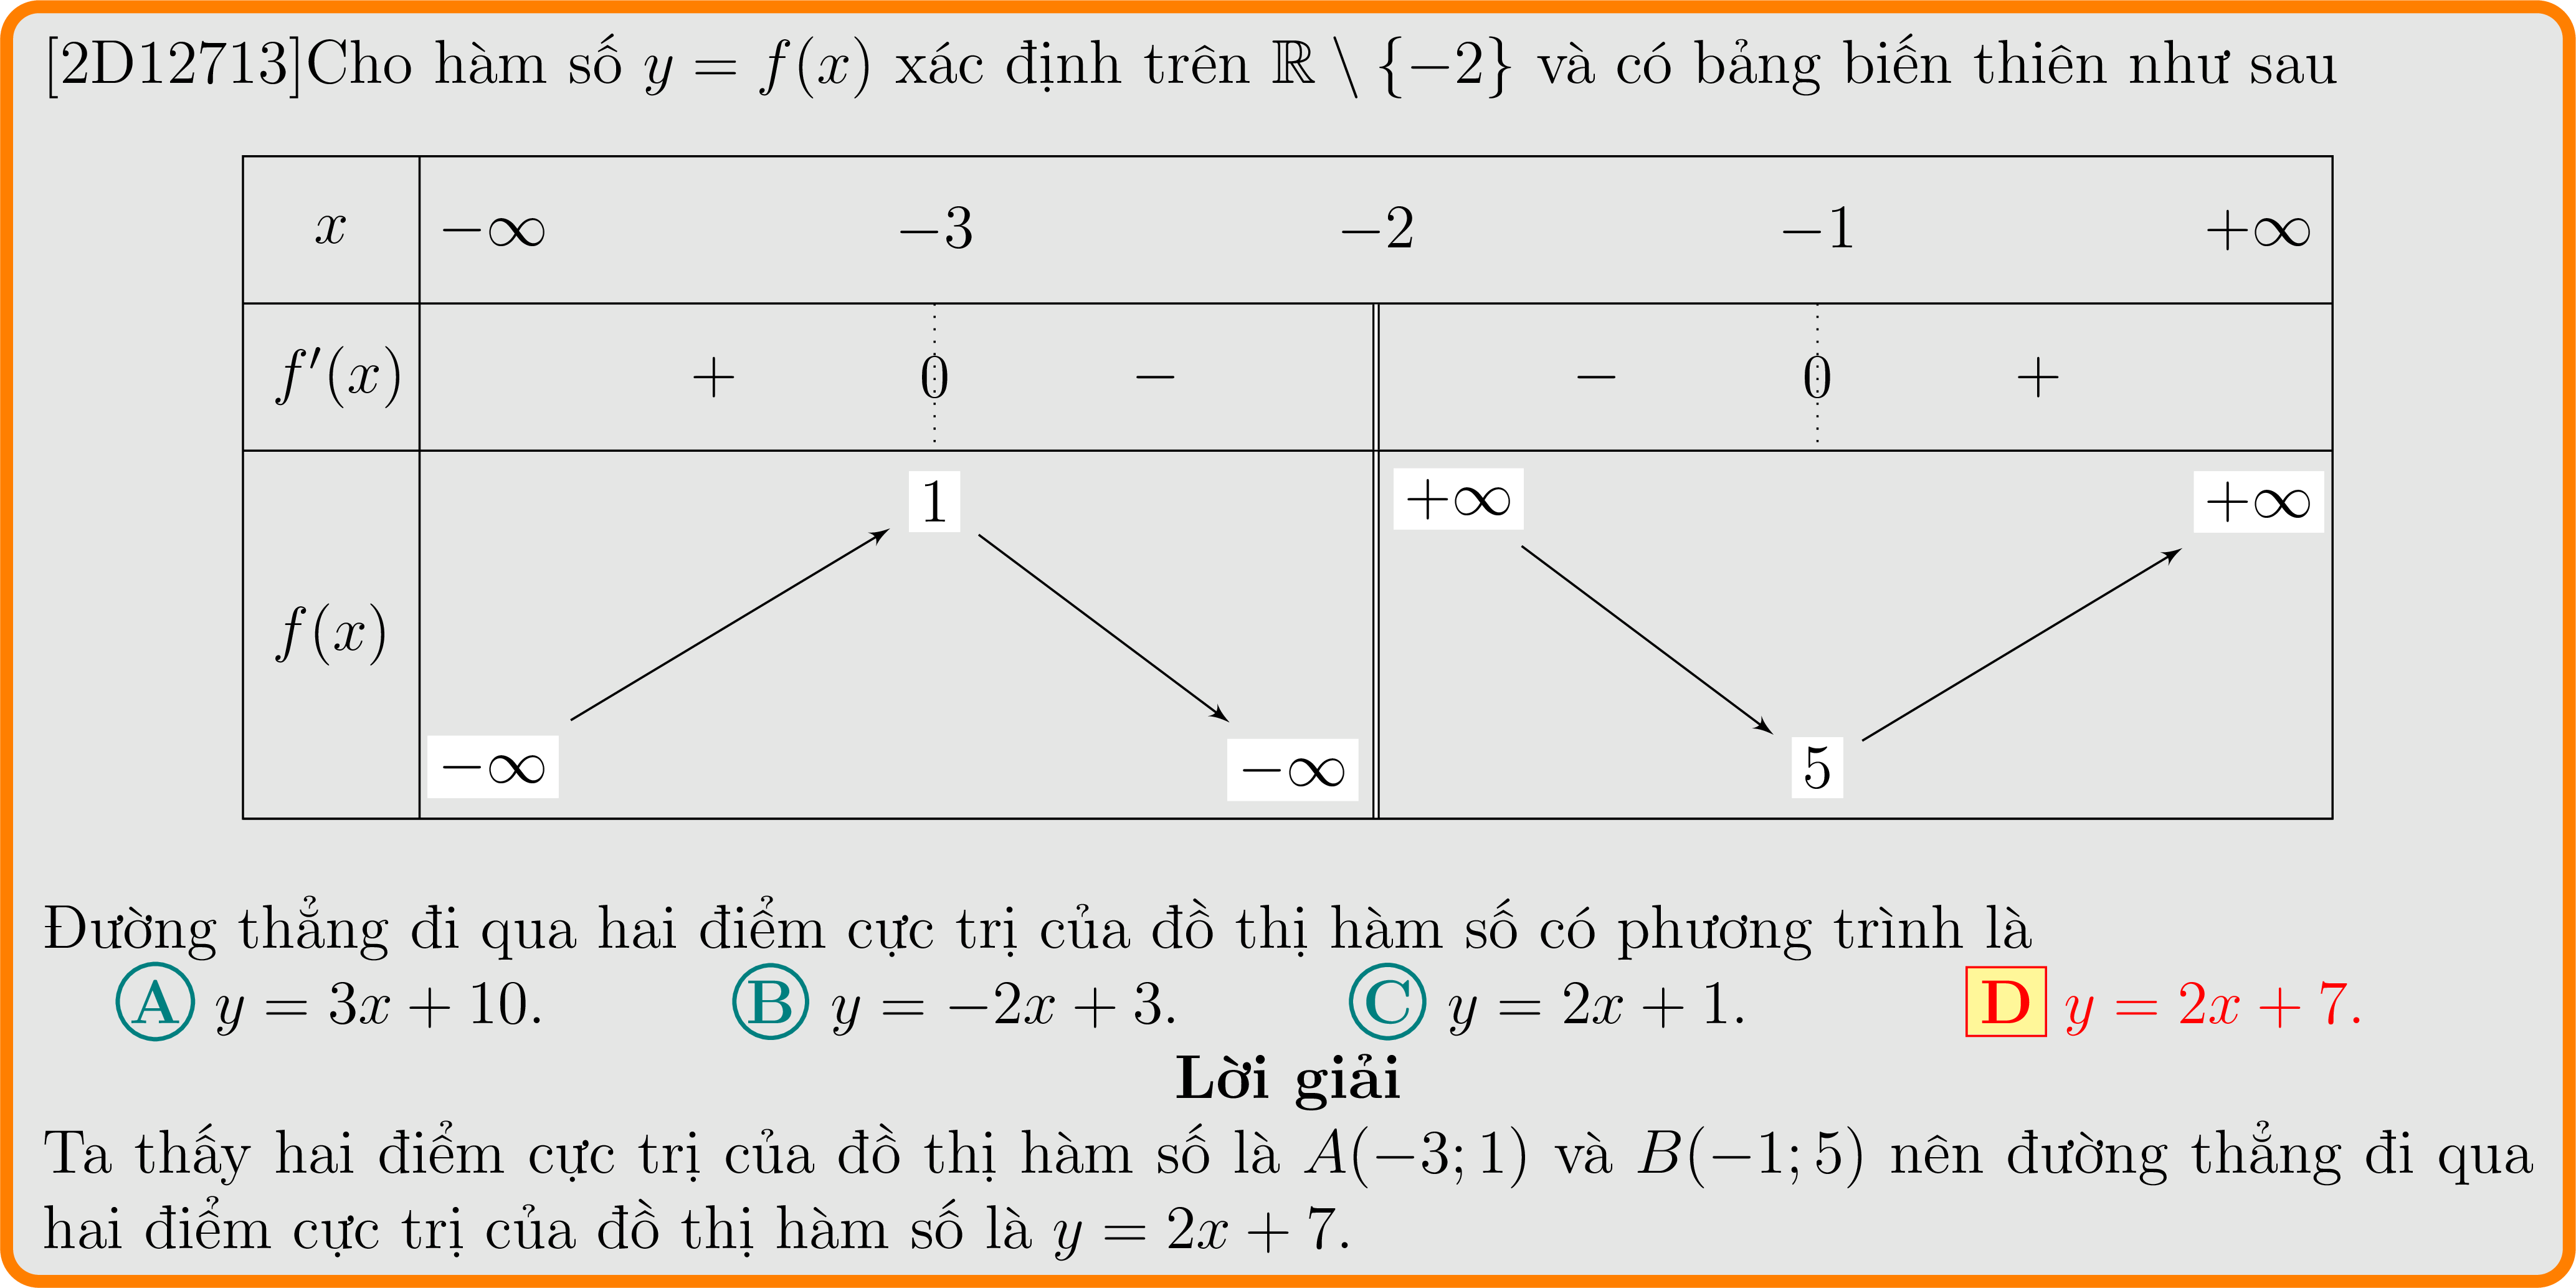 [2D12713]Cho hàm số y = f(x) xác định trên ℝ \ {−2} và có bảng biến thiên như sau
x −∞ −3 −2 −1 +∞
f′(x) + 0 − − 0 +
1 +∞ +∞
f(x)
−∞ −∞ 5
Đường thẳng đi qua hai điểm cực trị của đồ thị hàm số có phương trình là
A y = 3x + 10. B y = −2x + 3. C y = 2x + 1. D y = 2x + 7.
Lời giải
Ta thấy hai điểm cực trị của đồ thị hàm số là A(−3; 1) và B(−1; 5) nên đường thẳng đi qua
hai điểm cực trị của đồ thị hàm số là y = 2x + 7.